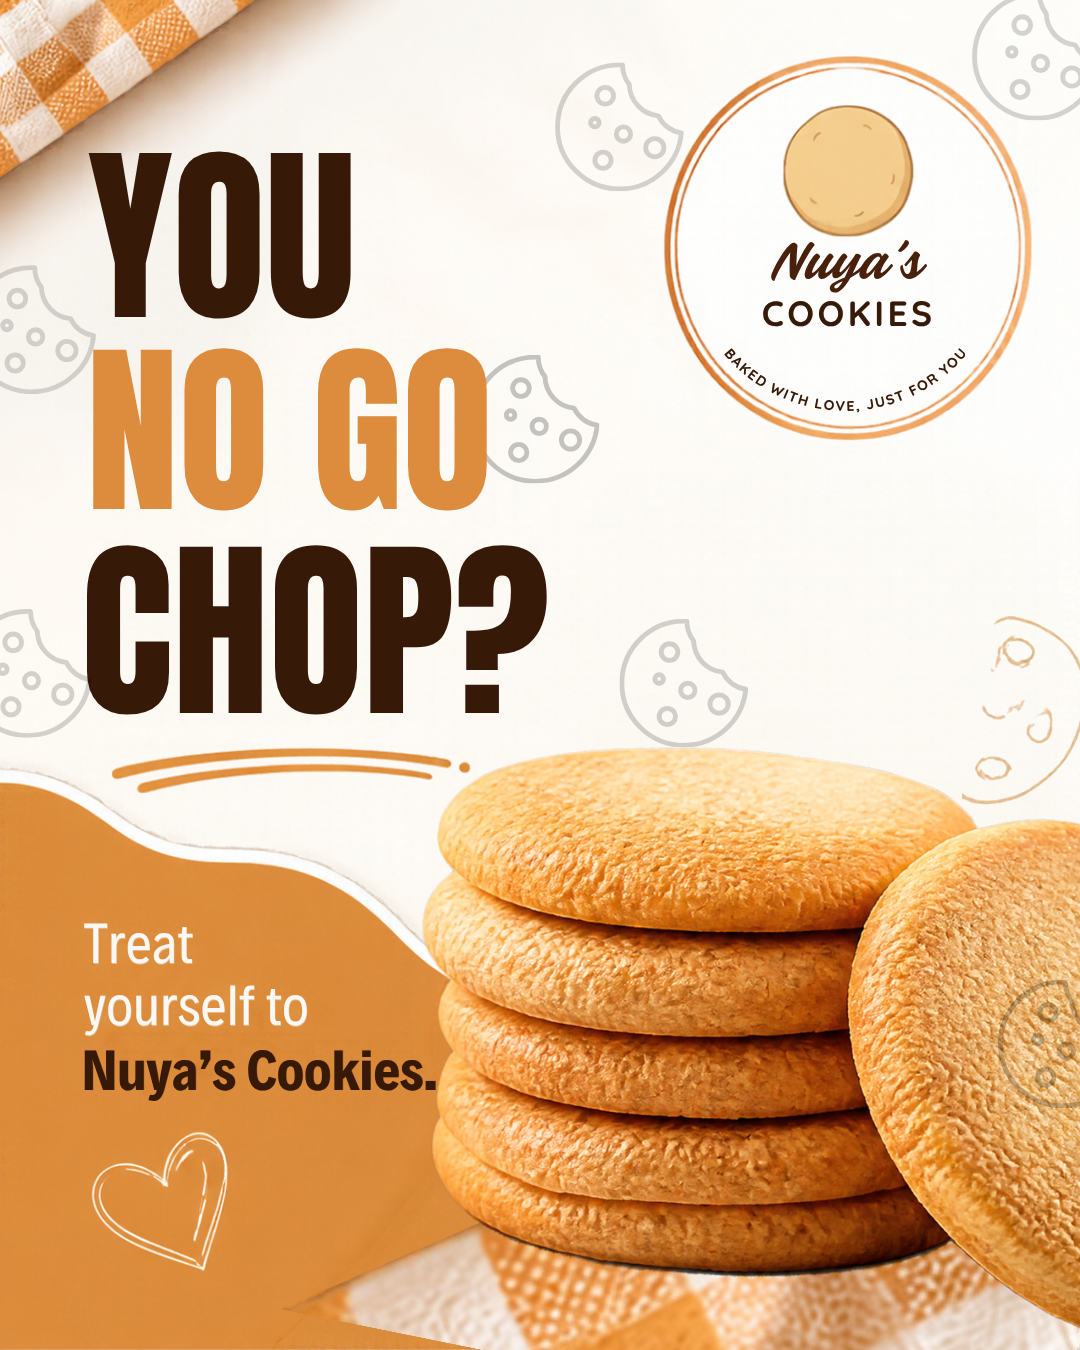 YOU
NO GO
CHOP?
Nuya's
COOKIES
BAKED WITH LOVE, JUST FOR YOU
Treat
yourself to
Nuya's Cookies.